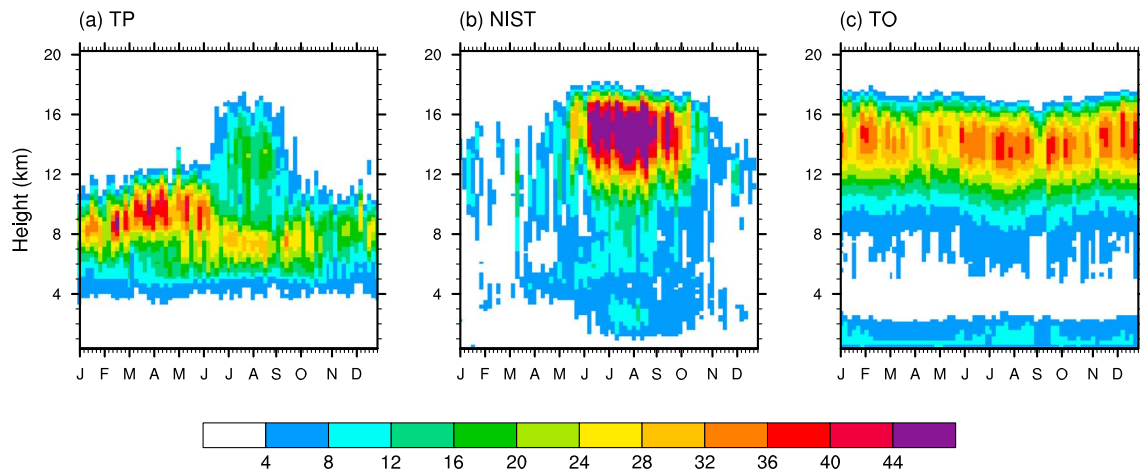 (a) TP (b) NIST (c) TO
20 20 20
16 16 16
12 12 12
8 8 8
4 4 4
Height (km)
J F M A M J J A S O N D J F M A M J J A S O N D J F M A M J J A S O N D
4 8 12 16 20 24 28 32 36 40 44